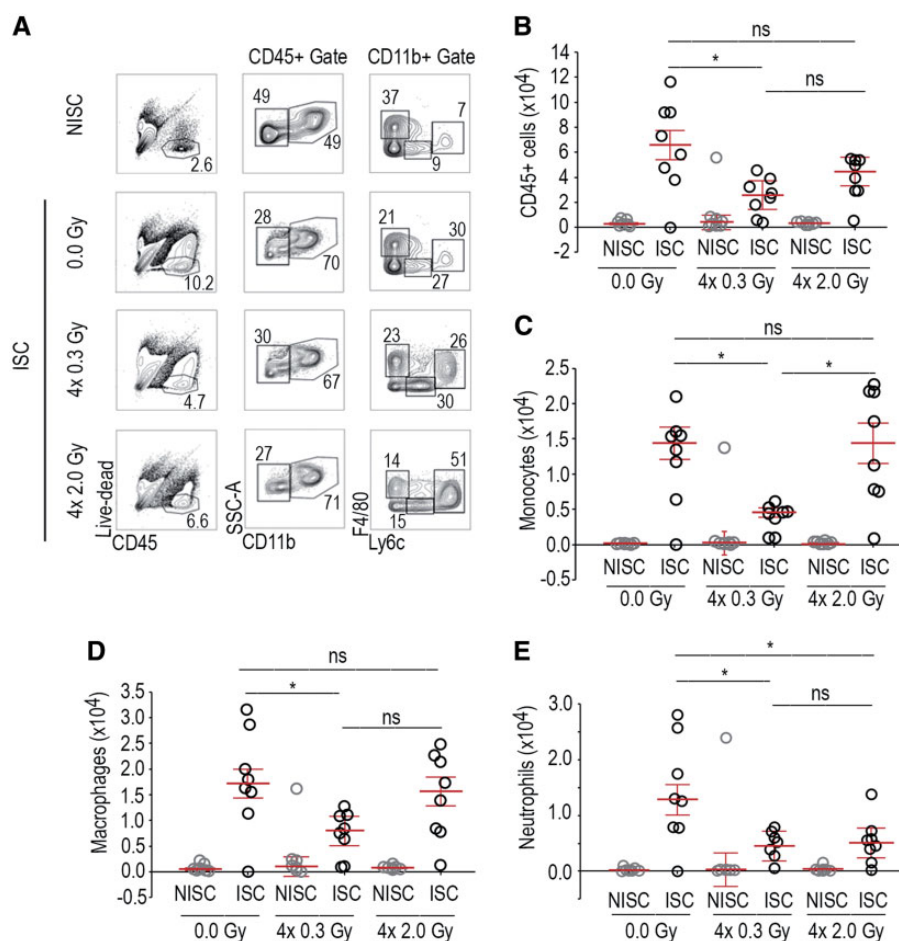 A
CD45+ Gate
CD11b+ Gate
NISC
2.6
49
49
37
7
9
ISC
0.0 Gy
10.2
28
70
21
30
27
4x 0.3 Gy
4.7
30
67
23
26
30
4x 2.0 Gy
6.6
27
71
14
51
15
Live-dead
CD45
SSC-A
CD11b
F4/80
Ly6c
B
CD45+ cells (x10⁴)
14
12
10
8
6
4
2
0
-2
ns
*
ns
NISC ISC NISC ISC NISC ISC
0.0 Gy 4x 0.3 Gy 4x 2.0 Gy
C
Monocytes (x10⁴)
2.5
2.0
1.5
1.0
0.5
0.0
-0.5
ns
* *
NISC ISC NISC ISC NISC ISC
0.0 Gy 4x 0.3 Gy 4x 2.0 Gy
D
Macrophages (x10⁴)
3.5
3.0
2.5
2.0
1.5
1.0
0.5
0.0
-0.5
ns
*
ns
NISC ISC NISC ISC NISC ISC
0.0 Gy 4x 0.3 Gy 4x 2.0 Gy
E
Neutrophils (x10⁴)
3.0
2.0
1.0
0.0
*
*
ns
NISC ISC NISC ISC NISC ISC
0.0 Gy 4x 0.3 Gy 4x 2.0 Gy